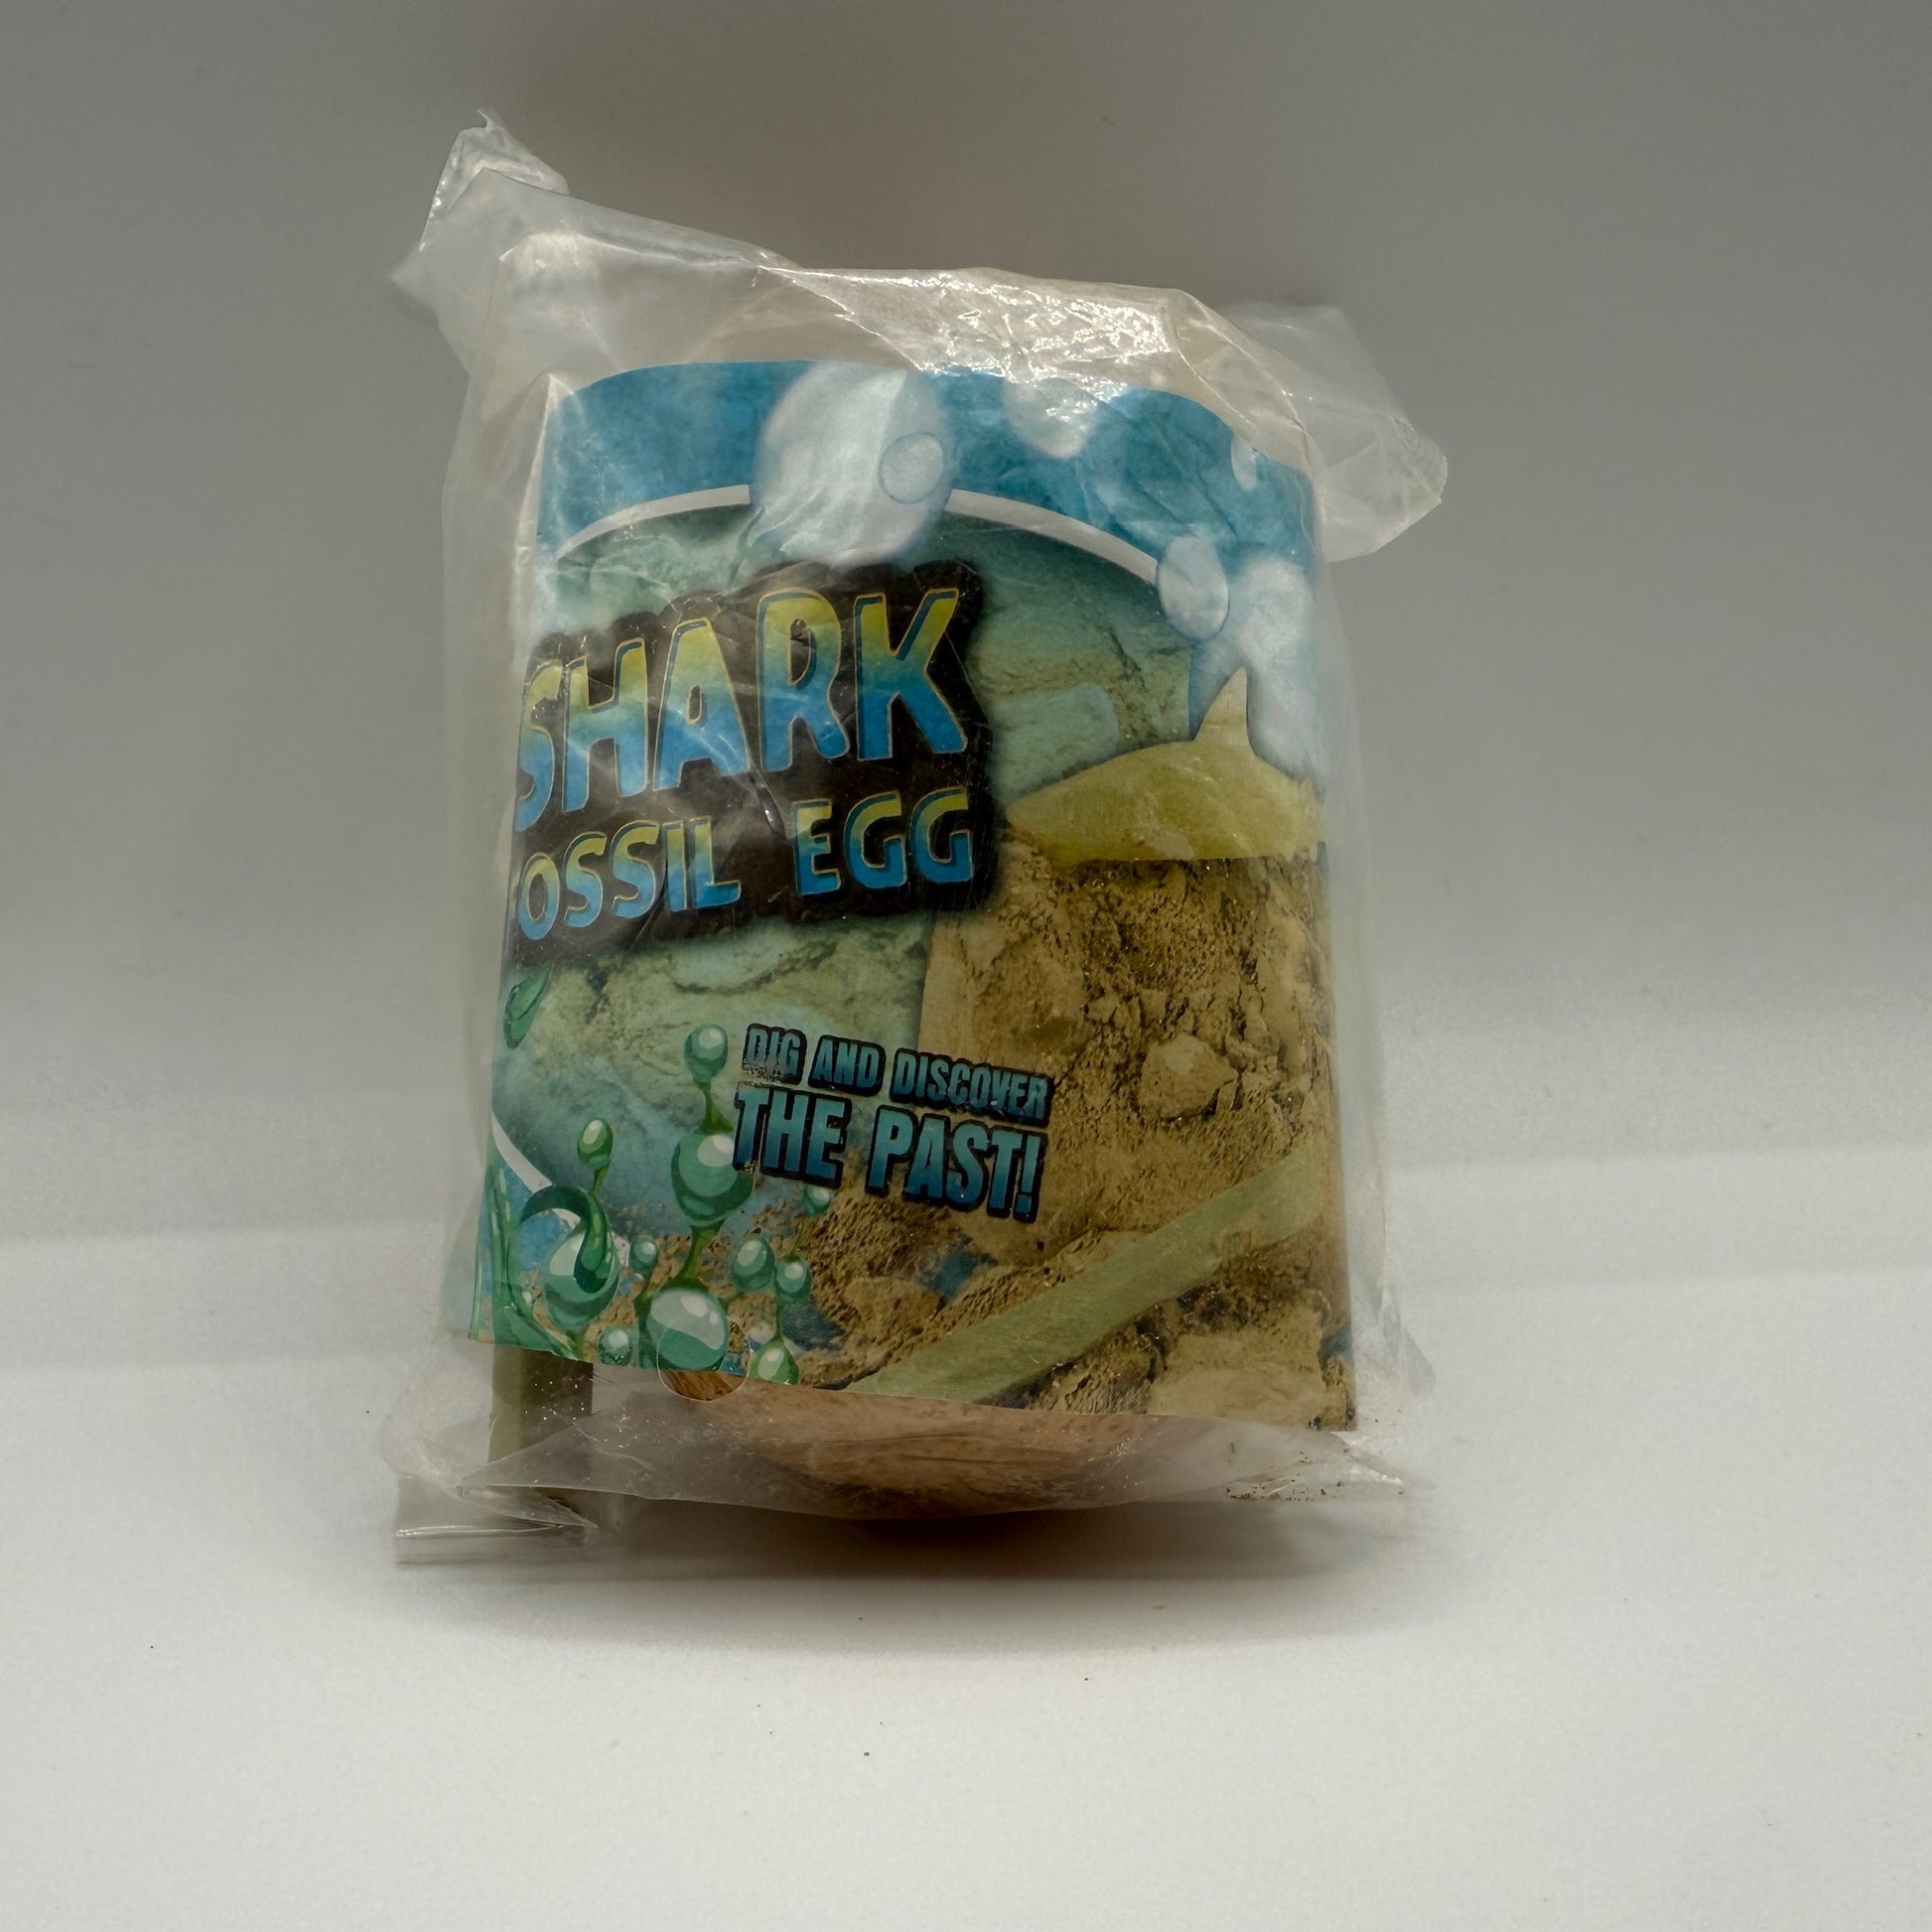 SHARK
OSSIL EGG
DIG AND DISCOVER
THE PAST!